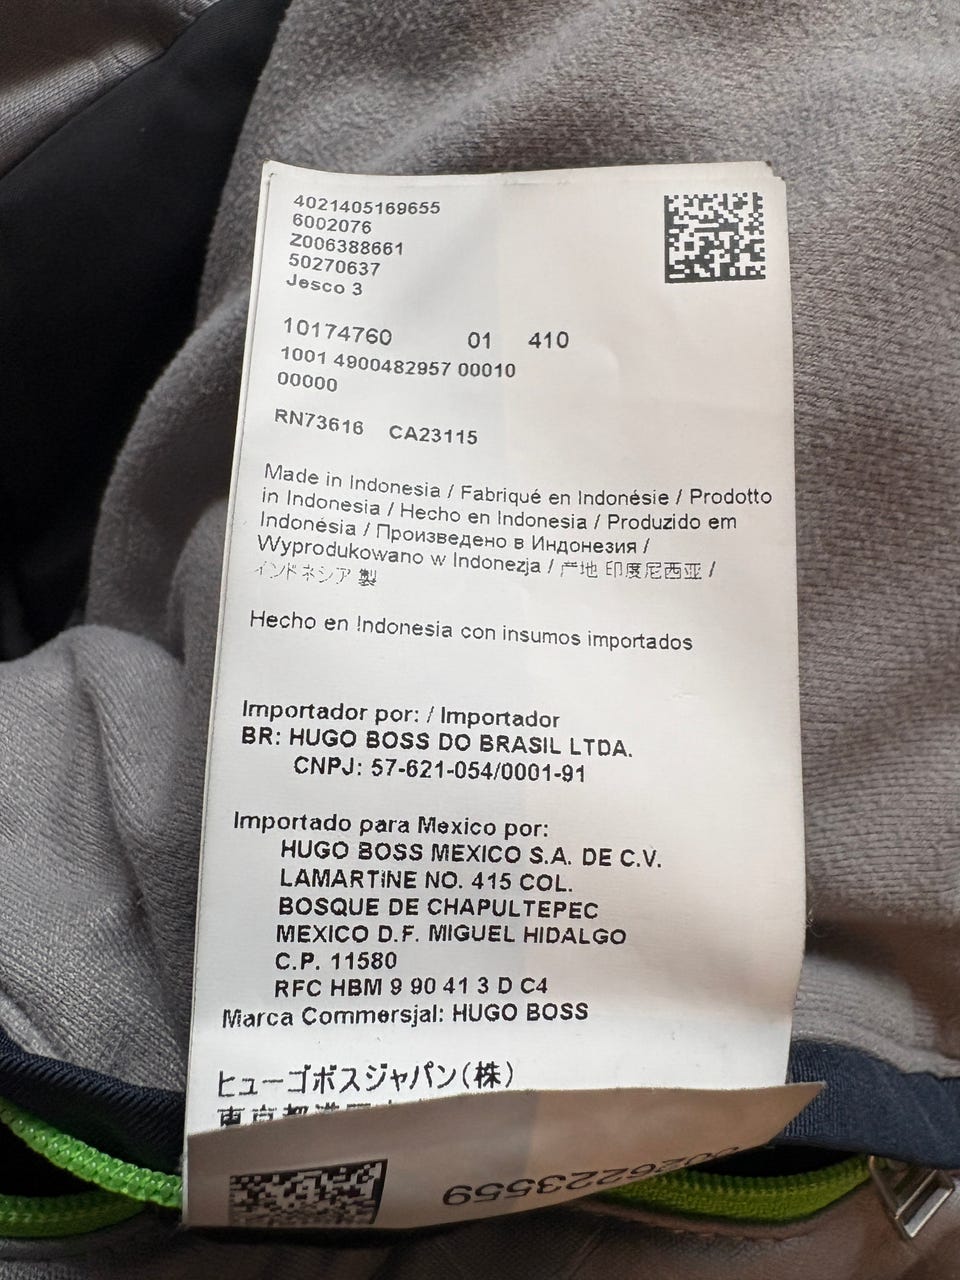 4021405169655
6002076
Z006388661
50270637
Jesco 3
10174760 01 410
1001 4900482957 00010
00000
RN73616 CA23115
Made in Indonesia / Fabriqué en Indonésie / Prodotto
in Indonesia / Hecho en Indonesia / Produzido em
Indonésia / Произведено в Индонезия /
Wyprodukowano w Indonezja / 产地 印度尼西亚 /
インドネシア 製
Hecho en Indonesia con insumos importados
Importador por: / Importador
BR: HUGO BOSS DO BRASIL LTDA.
CNPJ: 57-621-054/0001-91
Importado para Mexico por:
HUGO BOSS MEXICO S.A. DE C.V.
LAMARTINE NO. 415 COL.
BOSQUE DE CHAPULTEPEC
MEXICO D.F. MIGUEL HIDALGO
C.P. 11580
RFC HBM 9 90 41 3 D C4
Marca Commersjal: HUGO BOSS
ヒューゴボスジャパン(株)
東京都港区